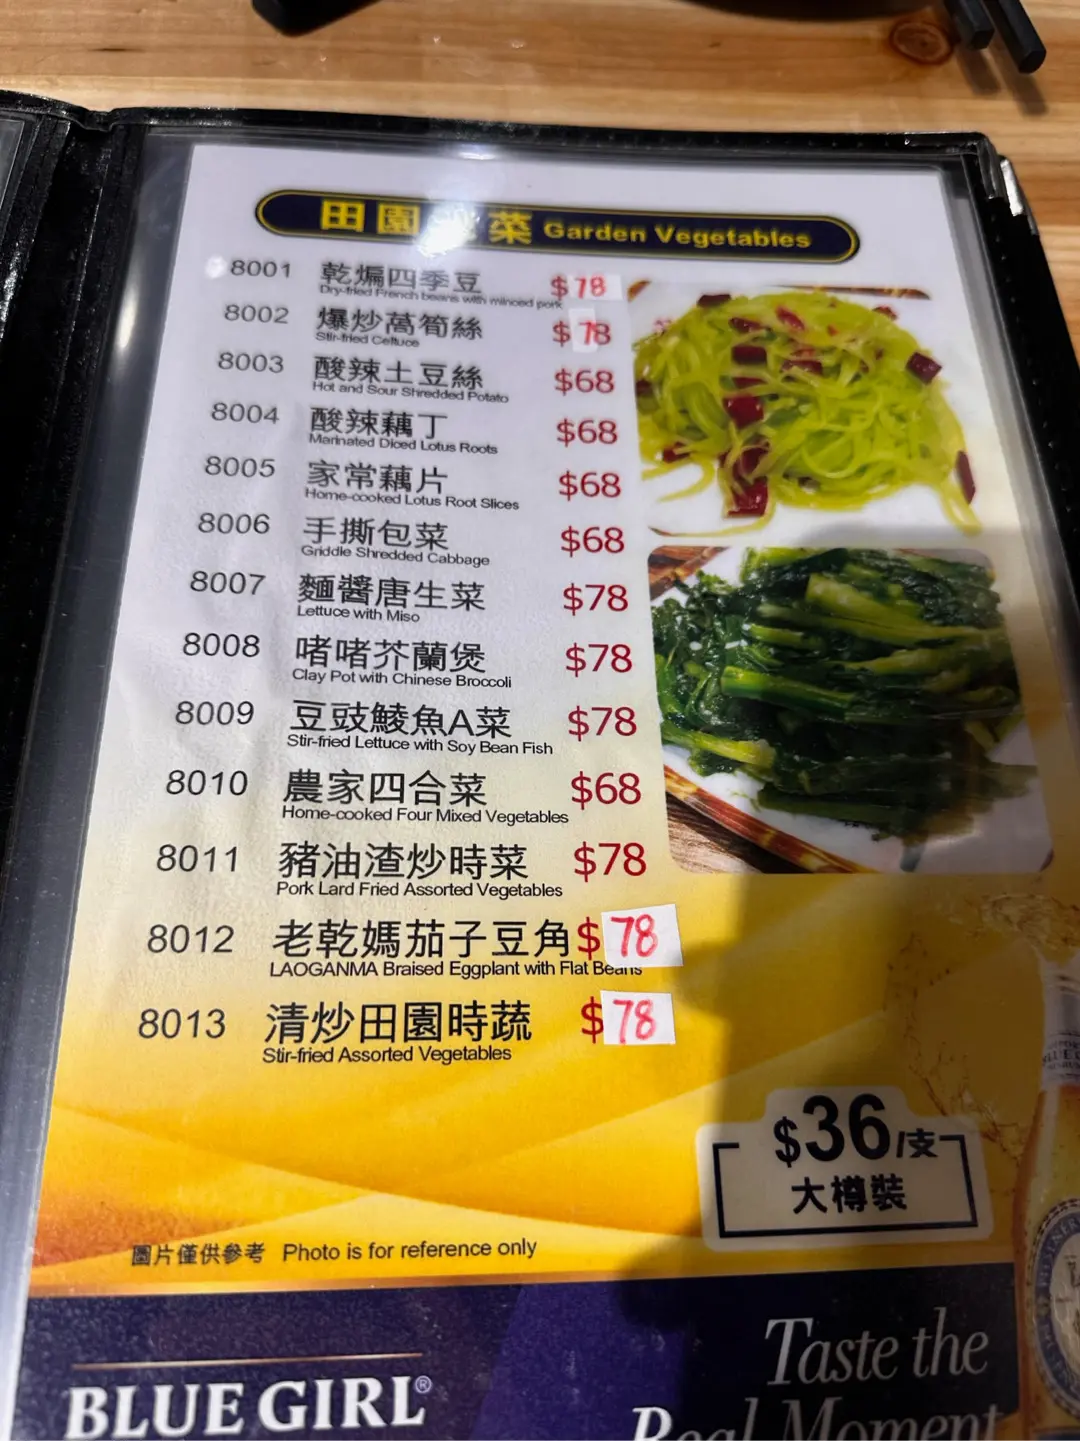 田園 菜 Garden Vegetables
8001 乾煸四季豆 $78
Dry-fried French beans with minced pork
8002 爆炒萵筍絲 $78
Stir-fried Celtuce
8003 酸辣土豆絲 $68
Hot and Sour Shredded Potato
8004 酸辣藕丁 $68
Marinated Diced Lotus Roots
8005 家常藕片 $68
Home-cooked Lotus Root Slices
8006 手撕包菜 $68
Griddle Shredded Cabbage
8007 麵醬唐生菜 $78
Lettuce with Miso
8008 啫啫芥蘭煲 $78
Clay Pot with Chinese Broccoli
8009 豆豉鯪魚A菜 $78
Stir-fried Lettuce with Soy Bean Fish
8010 農家四合菜 $68
Home-cooked Four Mixed Vegetables
8011 豬油渣炒時菜 $78
Pork Lard Fried Assorted Vegetables
8012 老乾媽茄子豆角 $78
LAOGANMA Braised Eggplant with Flat Beans
8013 清炒田園時蔬 $78
Stir-fried Assorted Vegetables
$36/支
大樽裝
圖片僅供參考 Photo is for reference only
BLUE GIRL®
Taste the
Real Moment